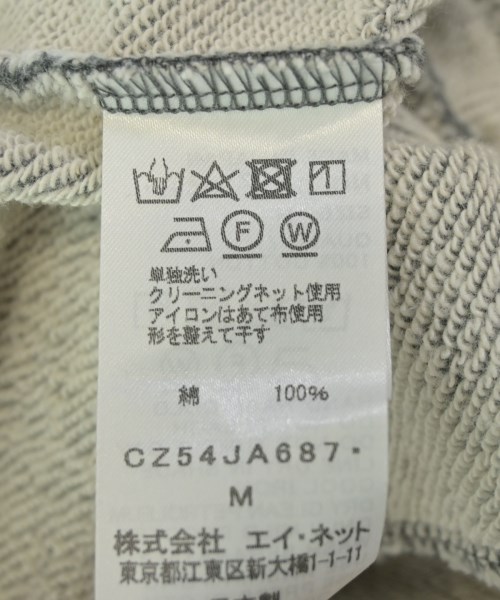 F W
単独洗い
クリーニングネット使用
アイロンはあて布使用
形を整えて干す
綿 100%
CZ54JA687・
M
株式会社 エイ・ネット
東京都江東区新大橋1-1-11